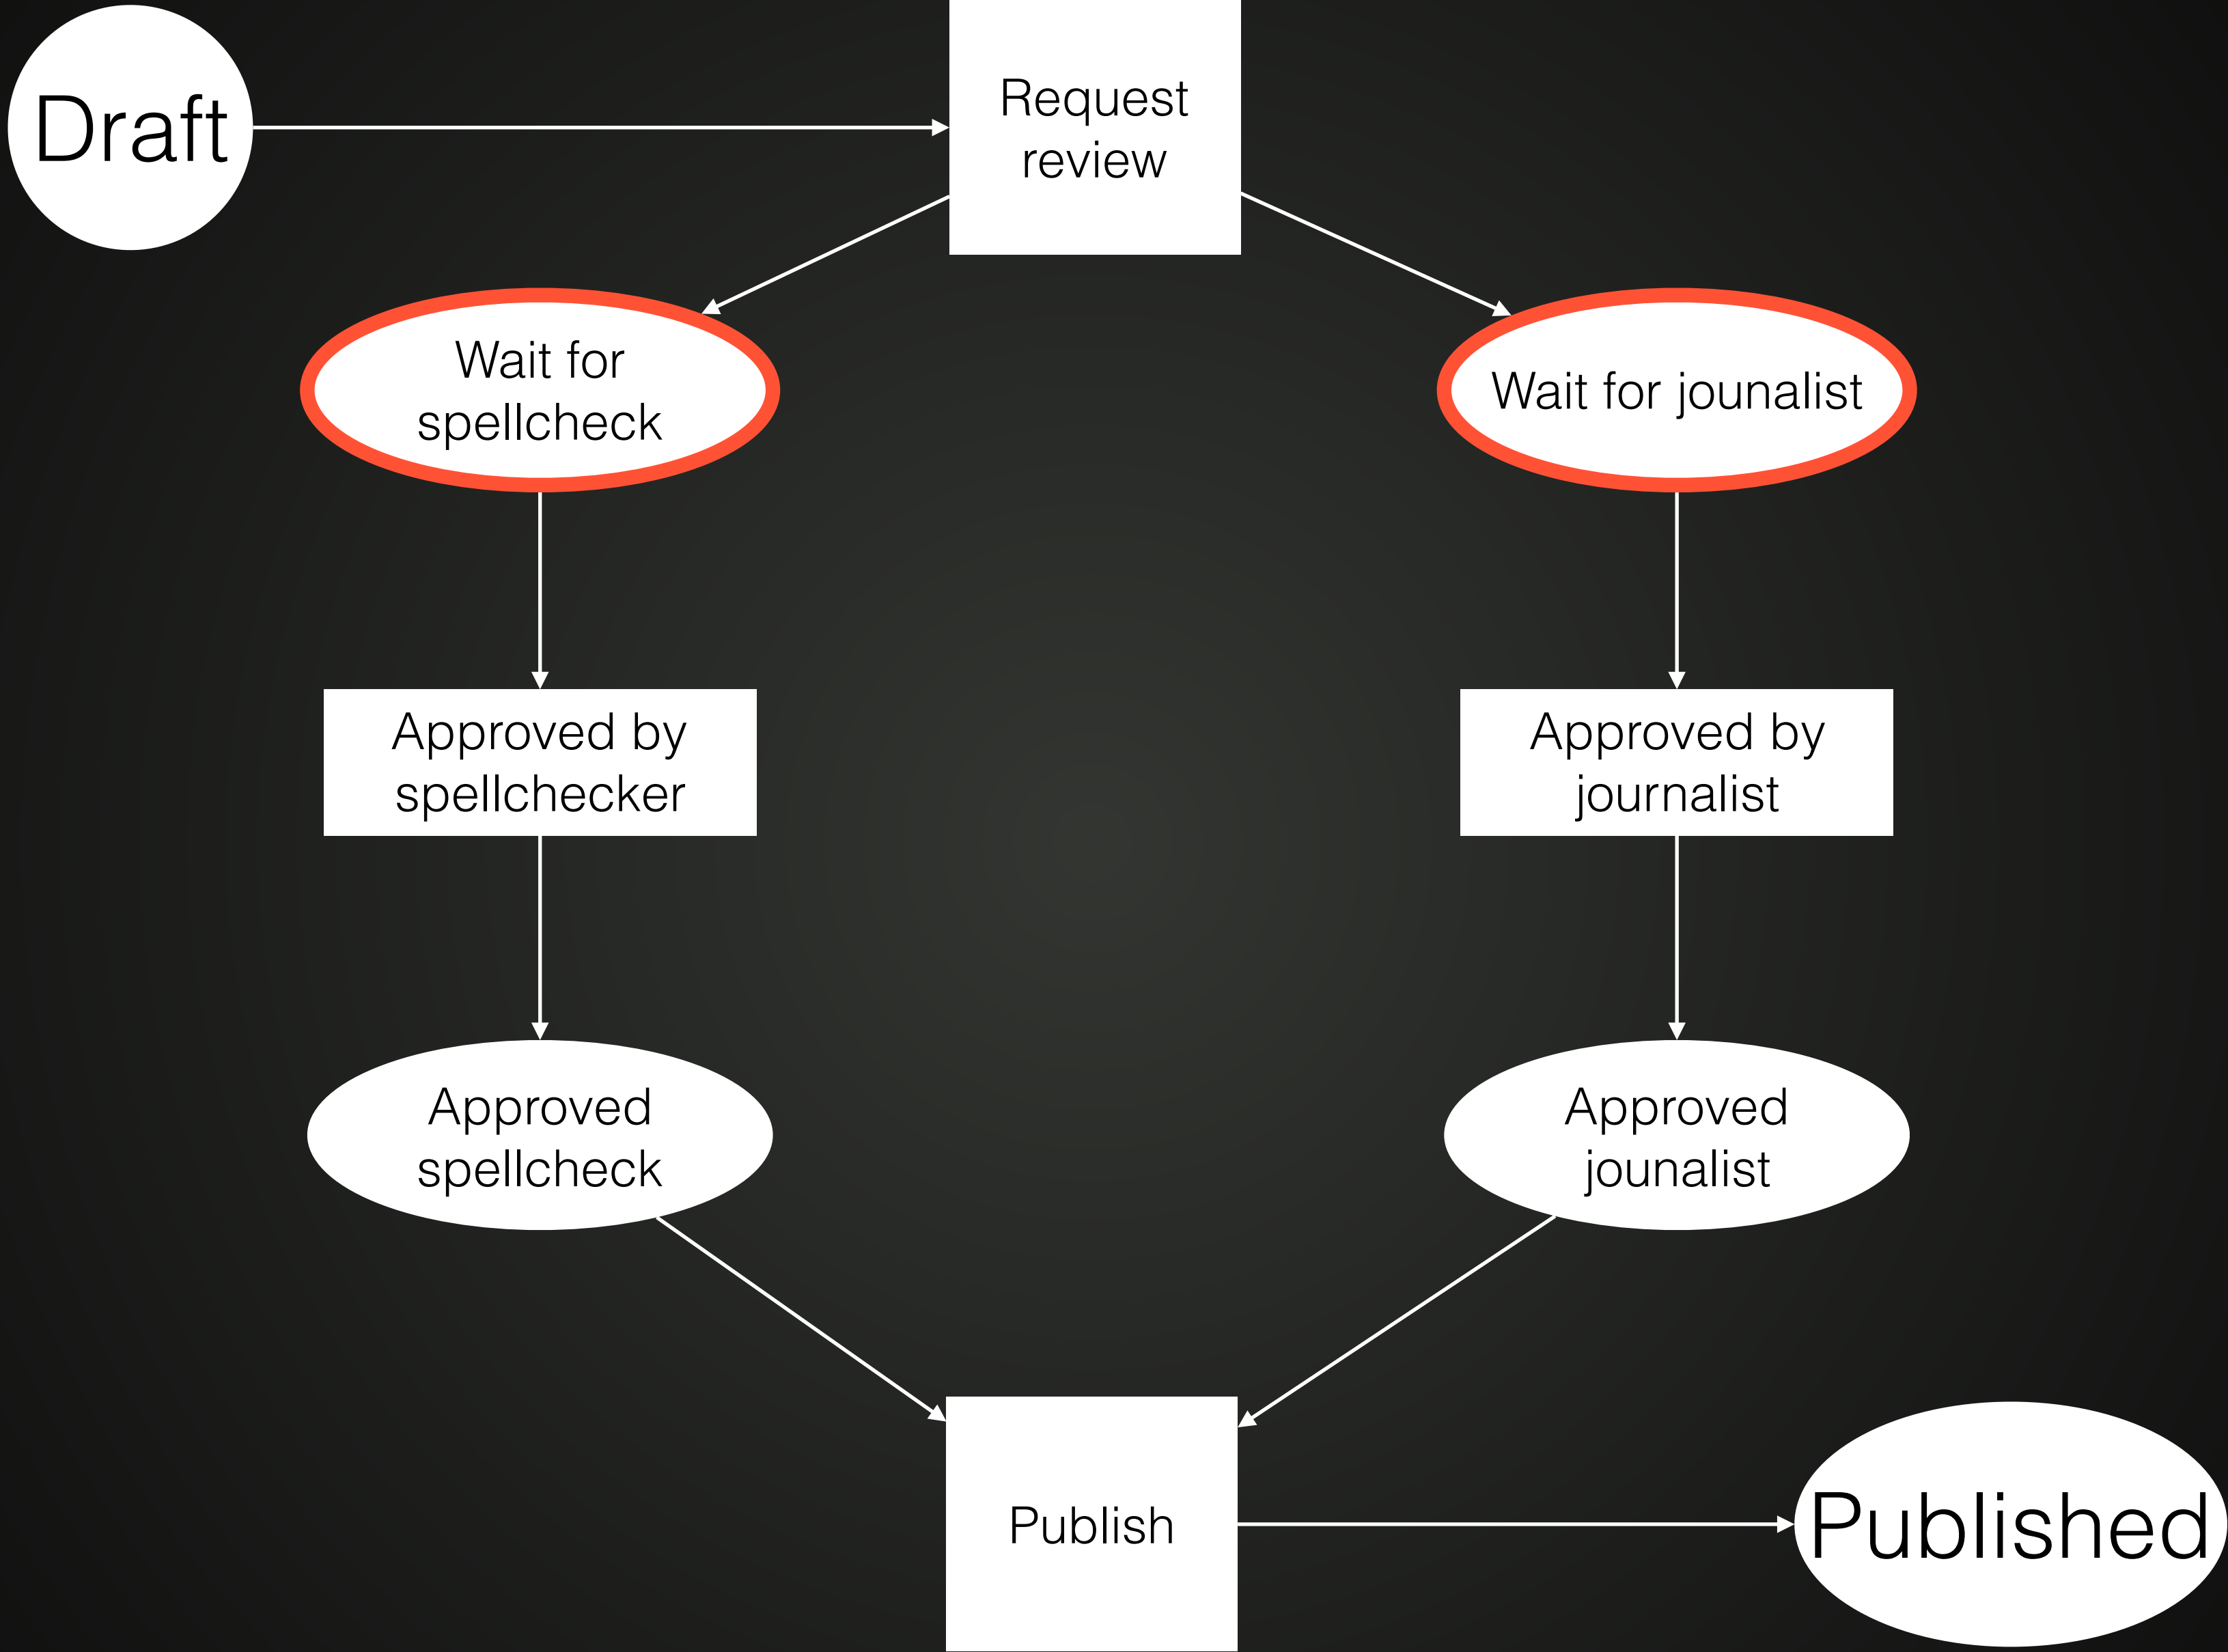 Draft
Request
review
Wait for
spellcheck
Wait for jounalist
Approved by
spellchecker
Approved by
journalist
Approved
spellcheck
Approved
jounalist
Publish
Published